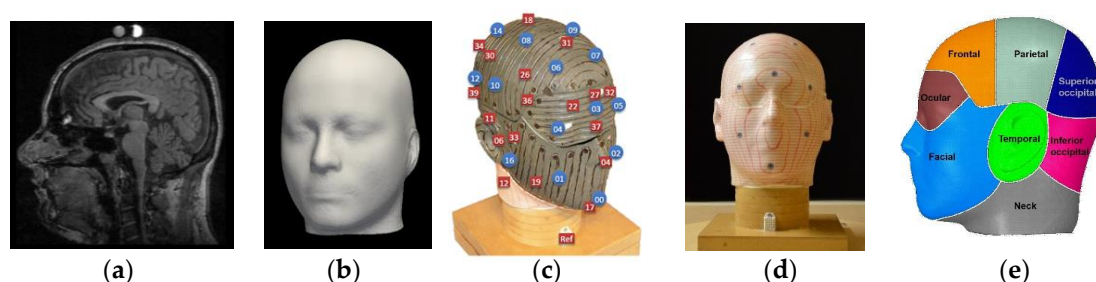 18
14
09
08
34
31
30
07
06
12
26
10
27
32
39
36
22
03
05
11
04
37
06
33
02
16
04
01
12
19
00
17
Ref
Frontal
Parietal
Superior
occipital
Ocular
Temporal
Inferior
occipital
Facial
Neck
(a)
(b)
(c)
(d)
(e)